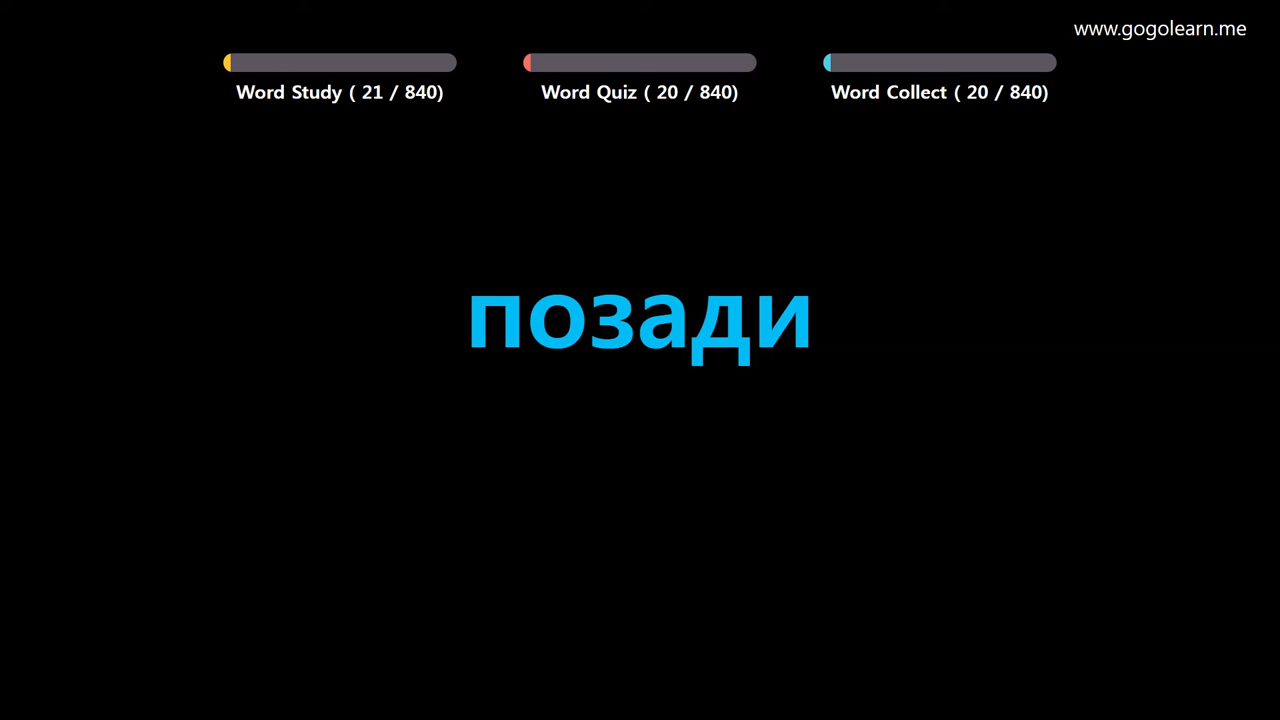 www.gogolearn.me
Word Study ( 21 / 840)
Word Quiz ( 20 / 840)
Word Collect ( 20 / 840)
позади